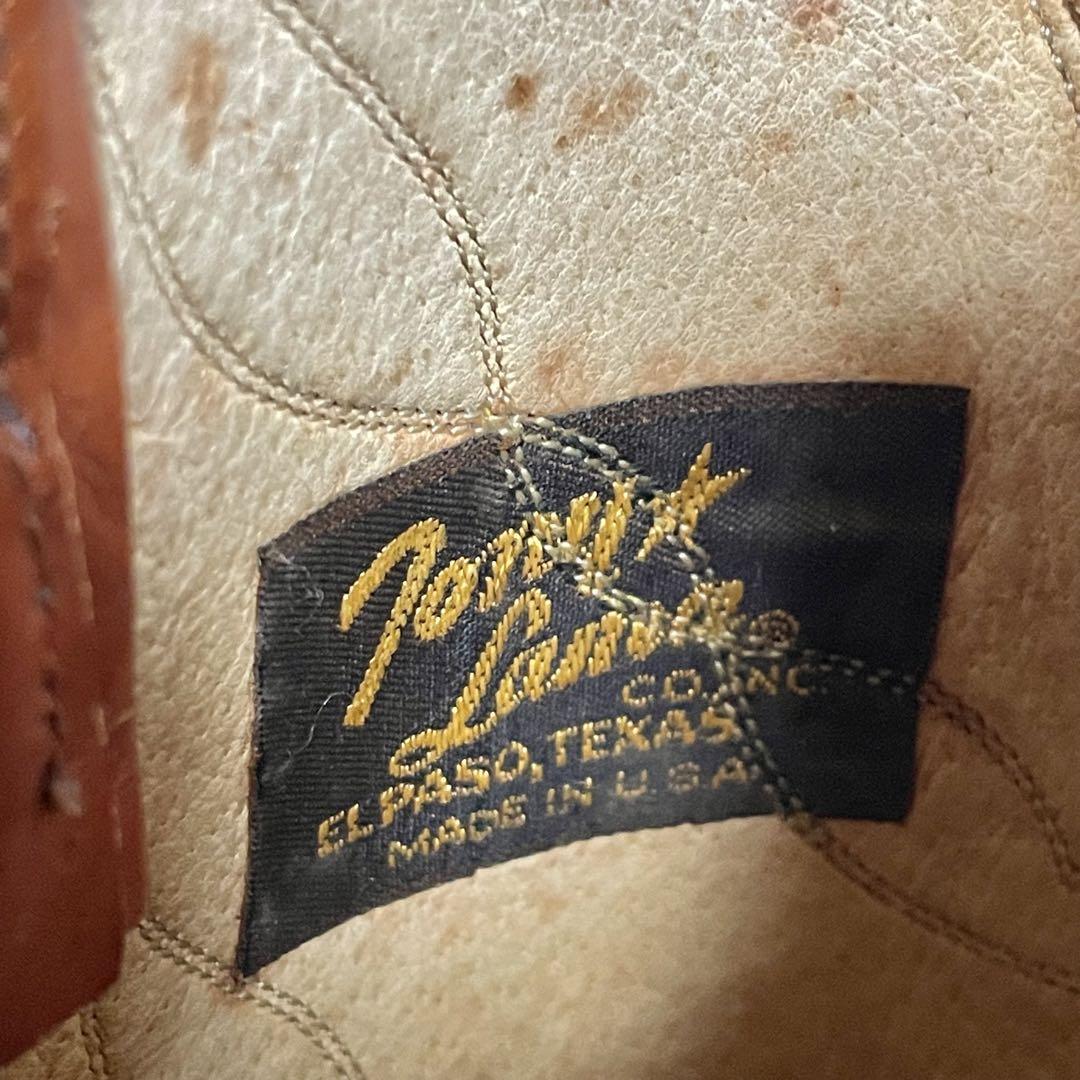 Tony Lama®
CO., INC.
EL PASO, TEXAS
MADE IN U.S.A.